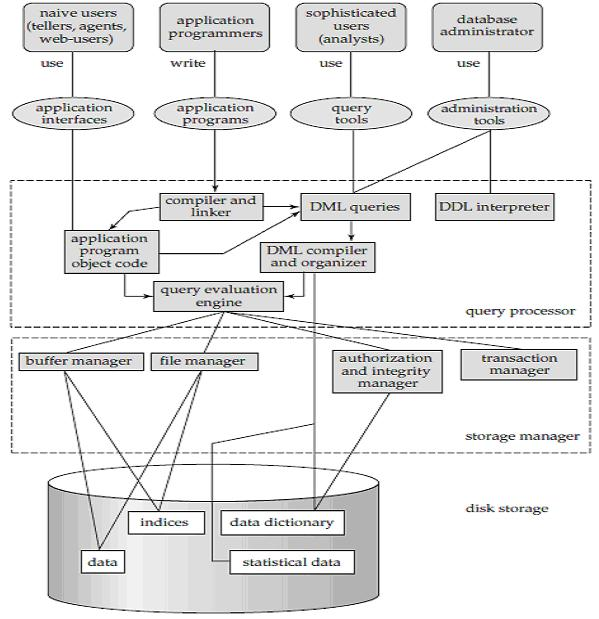 naive users
(tellers, agents,
web-users)
application
programmers
sophisticated
users
(analysts)
database
administrator
use
write
use
use
application
interfaces
application
programs
query
tools
administration
tools
compiler and
linker
DML queries
DDL interpreter
application
program
object code
DML compiler
and organizer
query evaluation
engine
query processor
buffer manager
file manager
authorization
and integrity
manager
transaction
manager
storage manager
disk storage
indices
data dictionary
data
statistical data